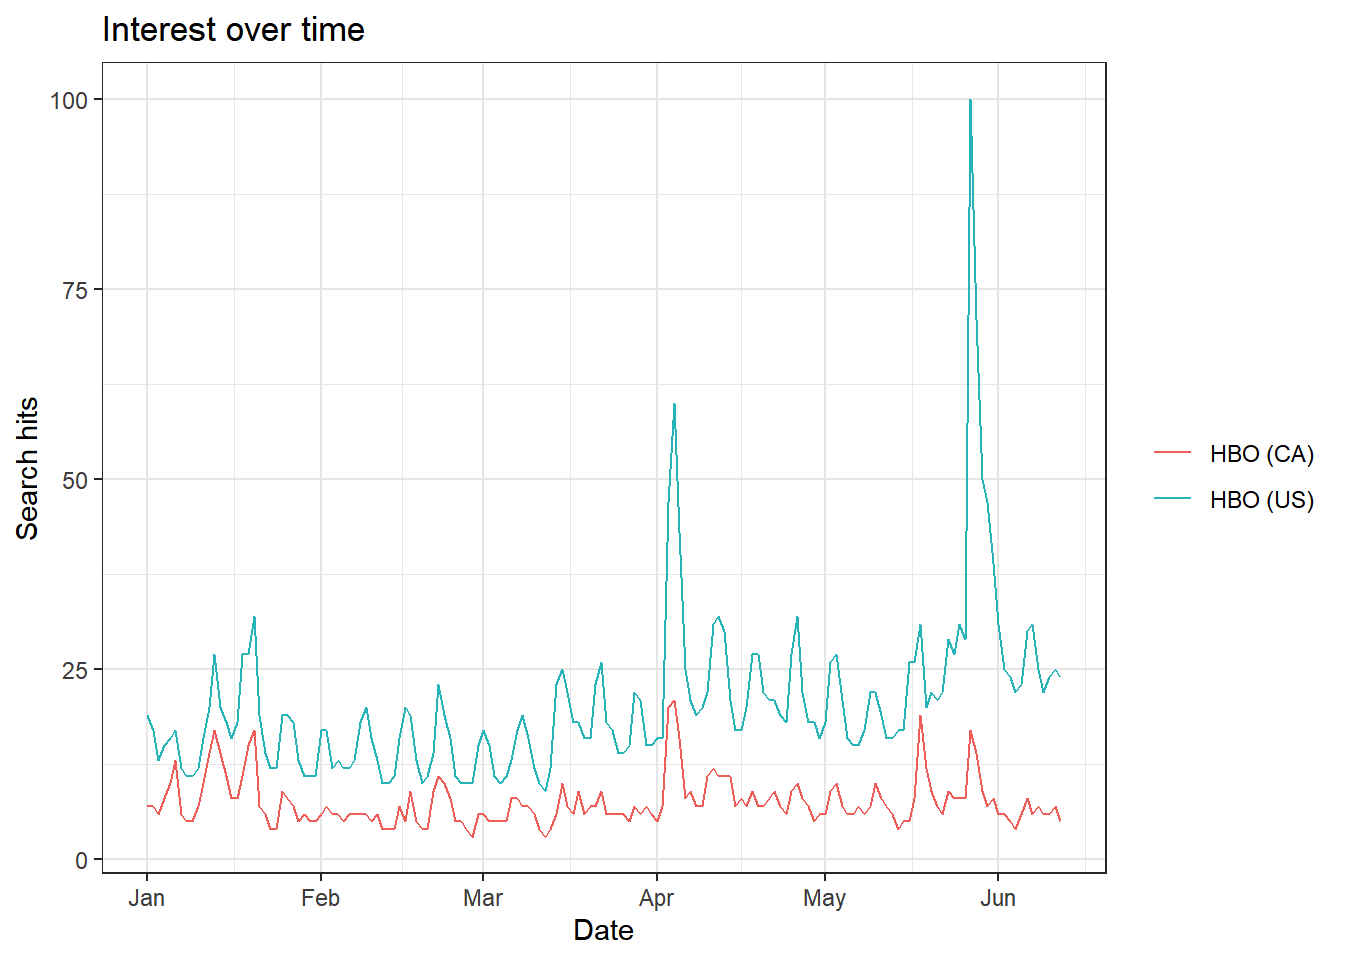 Interest over time
100
75
50
25
0
Search hits
Jan Feb Mar Apr May Jun
Date
HBO (CA)
HBO (US)